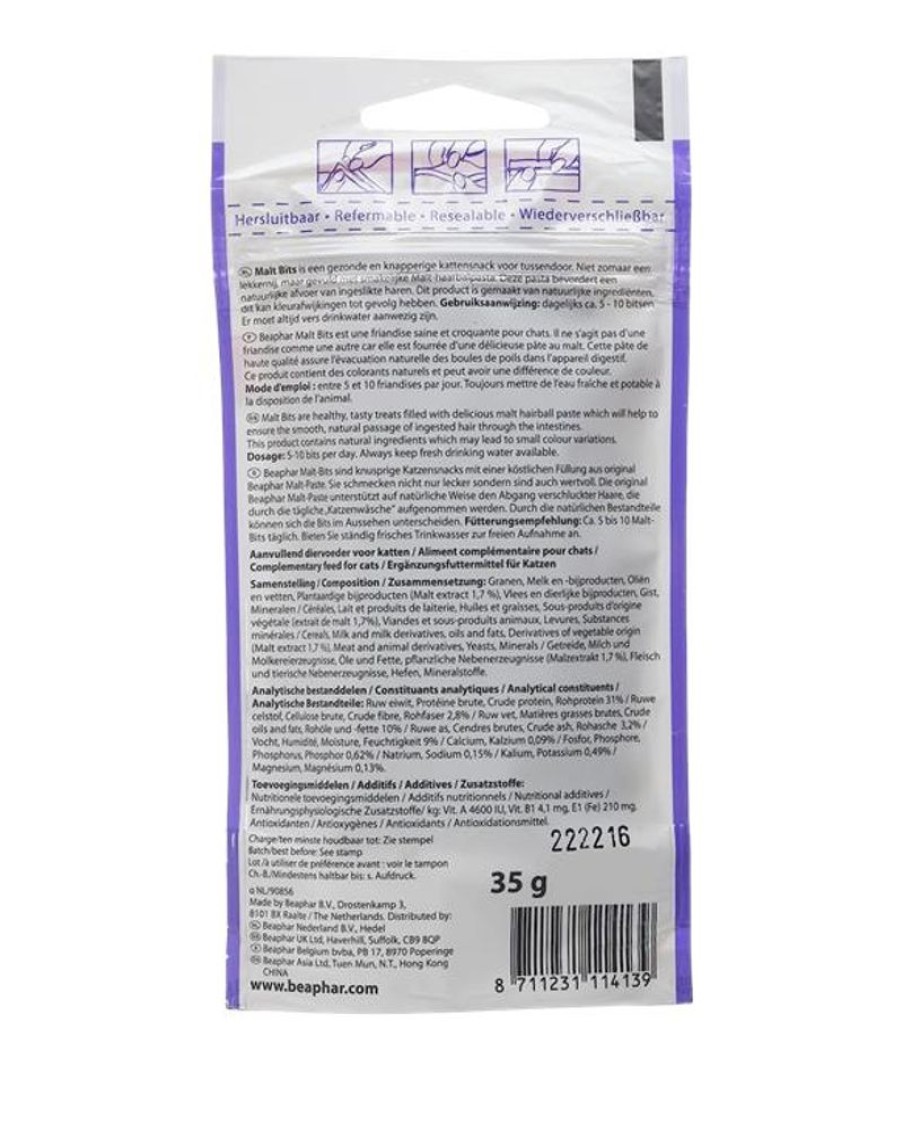 Hersluitbaar • Refermable • Resealable • Wiederverschließbar
NL Malt Bits is een gezonde en knapperige kattensnack voor tussendoor. Niet zomaar een
lekkernij, maar gevuld met smakelijke Malt-haarbalpasta. Deze pasta bevordert een
natuurlijke afvoer van ingeslikte haren. Dit product is gemaakt van natuurlijke ingrediënten,
dit kan kleurafwijkingen tot gevolg hebben. Gebruiksaanwijzing: dagelijks ca. 5 - 10 bitsen.
Er moet altijd vers drinkwater aanwezig zijn.
F Beaphar Malt Bits est une friandise saine et croquante pour chats. Il ne s'agit pas d'une
friandise comme une autre car elle est fourrée d'une délicieuse pâte au malt. Cette pâte de
haute qualité assure l'évacuation naturelle des boules de poils dans l'appareil digestif.
Ce produit contient des colorants naturels et peut avoir une différence de couleur.
Mode d'emploi : entre 5 et 10 friandises par jour. Toujours mettre de l'eau fraîche et potable à
la disposition de l'animal.
GB Malt Bits are healthy, tasty treats filled with delicious malt hairball paste which will help to
ensure the smooth, natural passage of ingested hair through the intestines.
This product contains natural ingredients which may lead to small colour variations.
Dosage: 5-10 bits per day. Always keep fresh drinking water available.
D Beaphar Malt-Bits sind knusprige Katzensnacks mit einer köstlichen Füllung aus original
Beaphar Malt-Paste. Sie schmecken nicht nur lecker sondern sind auch wertvoll. Die original
Beaphar Malt-Paste unterstützt auf natürliche Weise den Abgang verschluckter Haare, die
durch die tägliche „Katzenwäsche" aufgenommen werden. Durch die natürlichen Bestandteile
können sich die Bits im Aussehen unterscheiden. Fütterungsempfehlung: Ca. 5 bis 10 Malt-
Bits täglich. Bieten Sie ständig frisches Trinkwasser zur freien Aufnahme an.
Aanvullend diervoeder voor katten / Aliment complémentaire pour chats /
Complementary feed for cats / Ergänzungsfuttermittel für Katzen
Samenstelling / Composition / Zusammensetzung: Granen, Melk en -bijproducten, Oliën
en vetten, Plantaardige bijproducten (Malt extract 1,7 %), Vlees en dierlijke bijproducten, Gist,
Mineralen / Céréales, Lait et produits de laiterie, Huiles et graisses, Sous-produits d'origine
végétale (extrait de malt 1,7%), Viandes et sous-produits animaux, Levures, Substances
minérales / Cereals, Milk and milk derivatives, oils and fats, Derivatives of vegetable origin
(Malt extract 1,7 %), Meat and animal derivatives, Yeasts, Minerals / Getreide, Milch und
Molkereierzeugnisse, Öle und Fette, pflanzliche Nebenerzeugnisse (Malzextrakt 1,7 %), Fleisch
und tierische Nebenerzeugnisse, Hefen, Mineralstoffe.
Analytische bestanddelen / Constituants analytiques / Analytical constituents /
Analytische Bestandteile: Ruw eiwit, Protéine brute, Crude protein, Rohprotein 31% / Ruwe
celstof, Cellulose brute, Crude fibre, Rohfaser 2,8% / Ruw vet, Matières grasses brutes, Crude
oils and fats, Rohöle und -fette 10% / Ruwe as, Cendres brutes, Crude ash, Rohasche 3,2% /
Vocht, Humidité, Moisture, Feuchtigkeit 9% / Calcium, Kalzium 0,09% / Fosfor, Phosphore,
Phosphorus, Phosphor 0,62% / Natrium, Sodium 0,15% / Kalium, Potassium 0,49% /
Magnesium, Magnésium 0,13%.
Toevoegingsmiddelen / Additifs / Additives / Zusatzstoffe:
Nutritionele toevoegingsmiddelen / Additifs nutritionnels / Nutritional additives /
Ernährungsphysiologische Zusatzstoffe/ kg: Vit. A 4600 IU, Vit. B1 4,1 mg, E1 (Fe) 210 mg.
Antioxidanten / Antioxygènes / Antioxidants / Antioxidationsmittel.
Charge/ten minste houdbaar tot: Zie stempel
Batch/best before: See stamp
Lot /à utiliser de préférence avant : voir le tampon
Ch.-B./Mindestens haltbar bis: s. Aufdruck.
222216
35 g
α NL/90856
Made by Beaphar B.V., Drostenkamp 3,
8101 BX Raalte / The Netherlands. Distributed by:
NL Beaphar Nederland B.V., Hedel
GB Beaphar UK Ltd, Haverhill, Suffolk, CB9 8QP
Beaphar Belgium bvba, PB 17, 8970 Poperinge
Beaphar Asia Ltd, Tuen Mun, N.T., Hong Kong
CHINA
www.beaphar.com
8 711231 114139